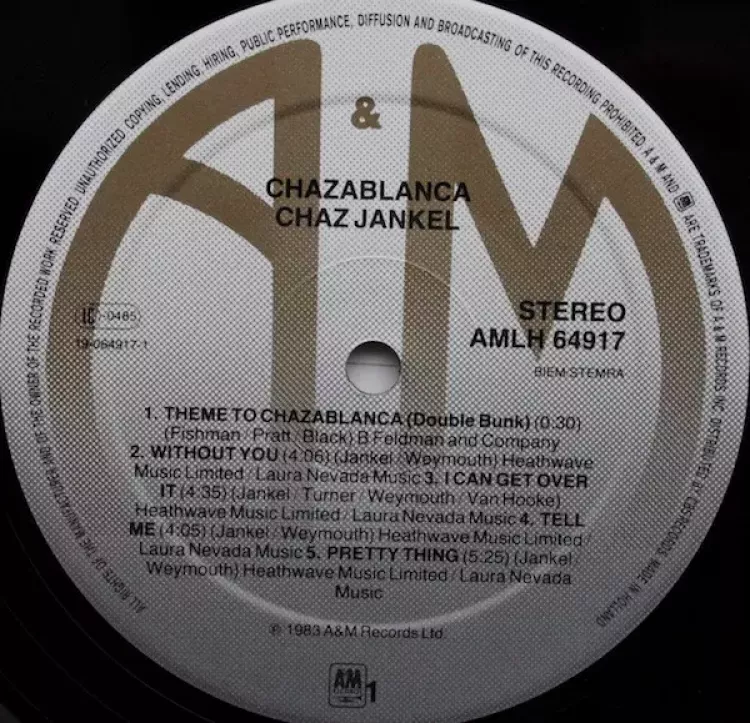 ALL RIGHTS OF THE MANUFACTURER AND OF THE OWNER OF THE RECORDED WORK RESERVED. UNAUTHORIZED COPYING, LENDING, HIRING, PUBLIC PERFORMANCE, DIFFUSION AND BROADCASTING OF THIS RECORDING PROHIBITED. A & M AND ARE TRADEMARKS OF A & M RECORDS INC. DISTRIBUTED BY CBS-RECORDS. MADE IN HOLLAND
A & M
CHAZABLANCA
CHAZ JANKEL
LC-0485
STEREO
AMLH 64917
19-064917-1
BIEM STEMRA
1. THEME TO CHAZABLANCA (Double Bunk) (0:30)
(Fishman / Pratt / Black) B Feldman and Company
2. WITHOUT YOU (4:06) (Jankel / Weymouth) Heathwave
Music Limited / Laura Nevada Music 3. I CAN GET OVER
IT (4:35) (Jankel / Turner / Weymouth / Van Hooke)
Heathwave Music Limited / Laura Nevada Music 4. TELL
ME (4:05) (Jankel / Weymouth) Heathwave Music Limited /
Laura Nevada Music 5. PRETTY THING (5:25) (Jankel /
Weymouth) Heathwave Music Limited / Laura Nevada
Music
℗ 1983 A&M Records Ltd.
AM
1